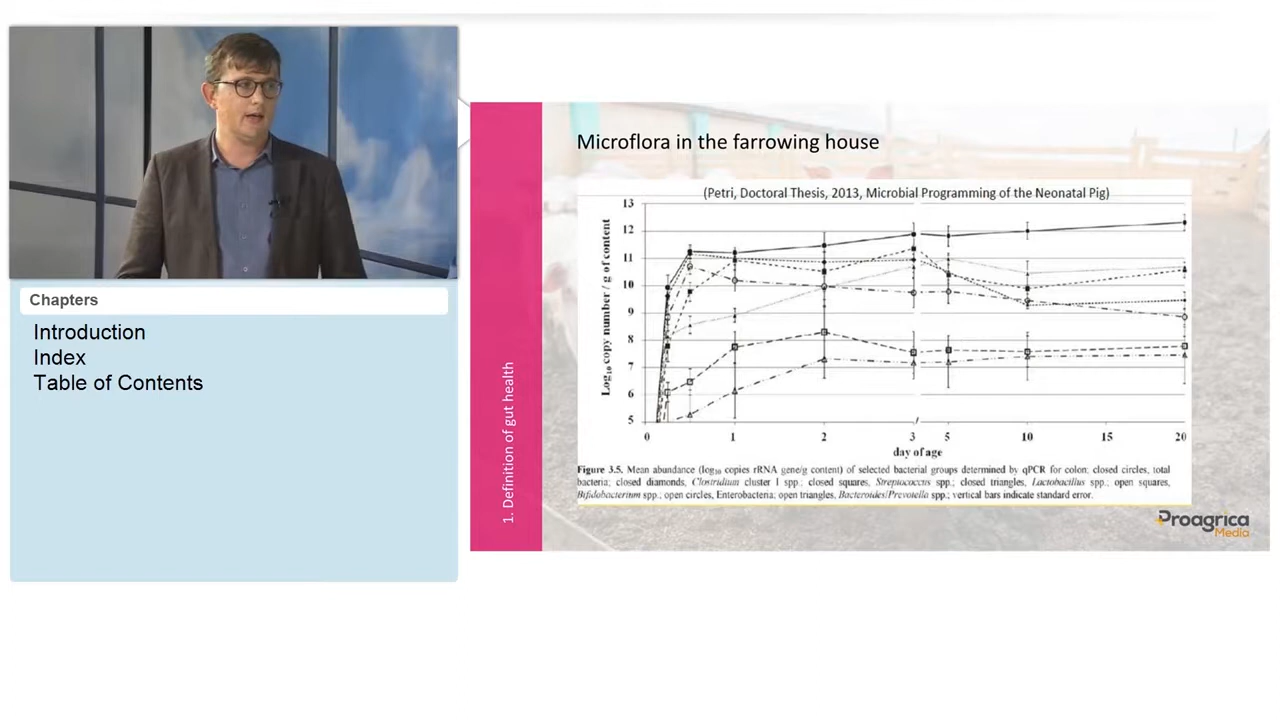 Chapters
Introduction
Index
Table of Contents
1. Definition of gut health
Microflora in the farrowing house
(Petri, Doctoral Thesis, 2013, Microbial Programming of the Neonatal Pig)
Log10 copy number / g of content
13
12
11
10
9
8
7
6
5
0 1 2 3 5 10 15 20
day of age
Figure 3.5. Mean abundance (log10 copies rRNA gene/g content) of selected bacterial groups determined by qPCR for colon; closed circles, total
bacteria; closed diamonds, Clostridium cluster I spp.; closed squares, Streptococcus spp.; closed triangles, Lactobacillus spp.; open squares,
Bifidobacterium spp.; open circles, Enterobacteria; open triangles, Bacteroides/Prevotella spp.; vertical bars indicate standard error.
Proagrica
Media